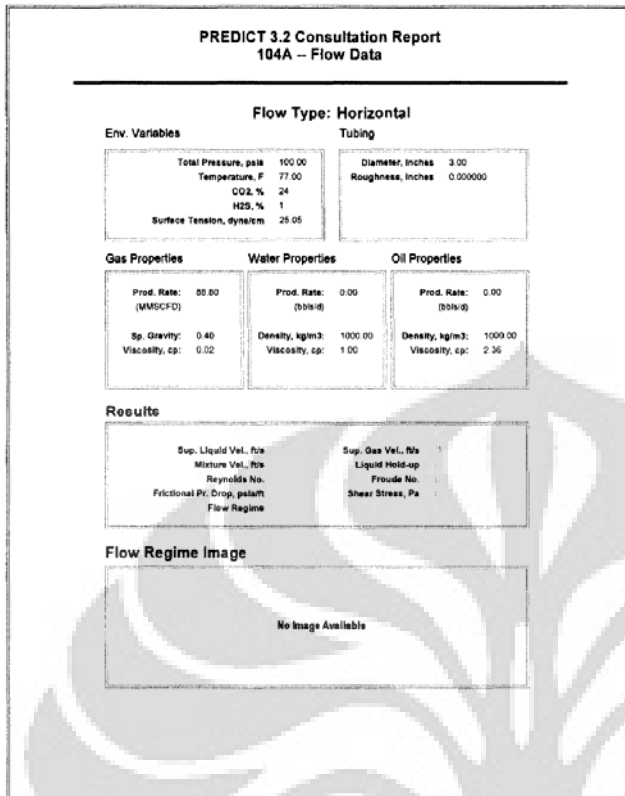 PREDICT 3.2 Consultation Report
104A -- Flow Data
Flow Type: Horizontal
Env. Variables
Total Pressure, psia 100.00
Temperature, F 77.00
CO2, % 24
H2S, % 1
Surface Tension, dyne/cm 25.05
Tubing
Diameter, inches 3.00
Roughness, inches 0.000000
Gas Properties
Prod. Rate: 88.80
(MMSCFD)
Sp. Gravity: 0.40
Viscosity, cp: 0.02
Water Properties
Prod. Rate: 0.00
(bbls/d)
Density, kg/m3: 1000.00
Viscosity, cp: 1.00
Oil Properties
Prod. Rate: 0.00
(bbls/d)
Density, kg/m3: 1000.00
Viscosity, cp: 2.36
Results
Sup. Liquid Vel., ft/s
Mixture Vel., ft/s
Reynolds No.
Frictional Pr. Drop, psia/ft
Flow Regime
Sup. Gas Vel., ft/s
Liquid Hold-up
Froude No.
Shear Stress, Pa
Flow Regime Image
No Image Available